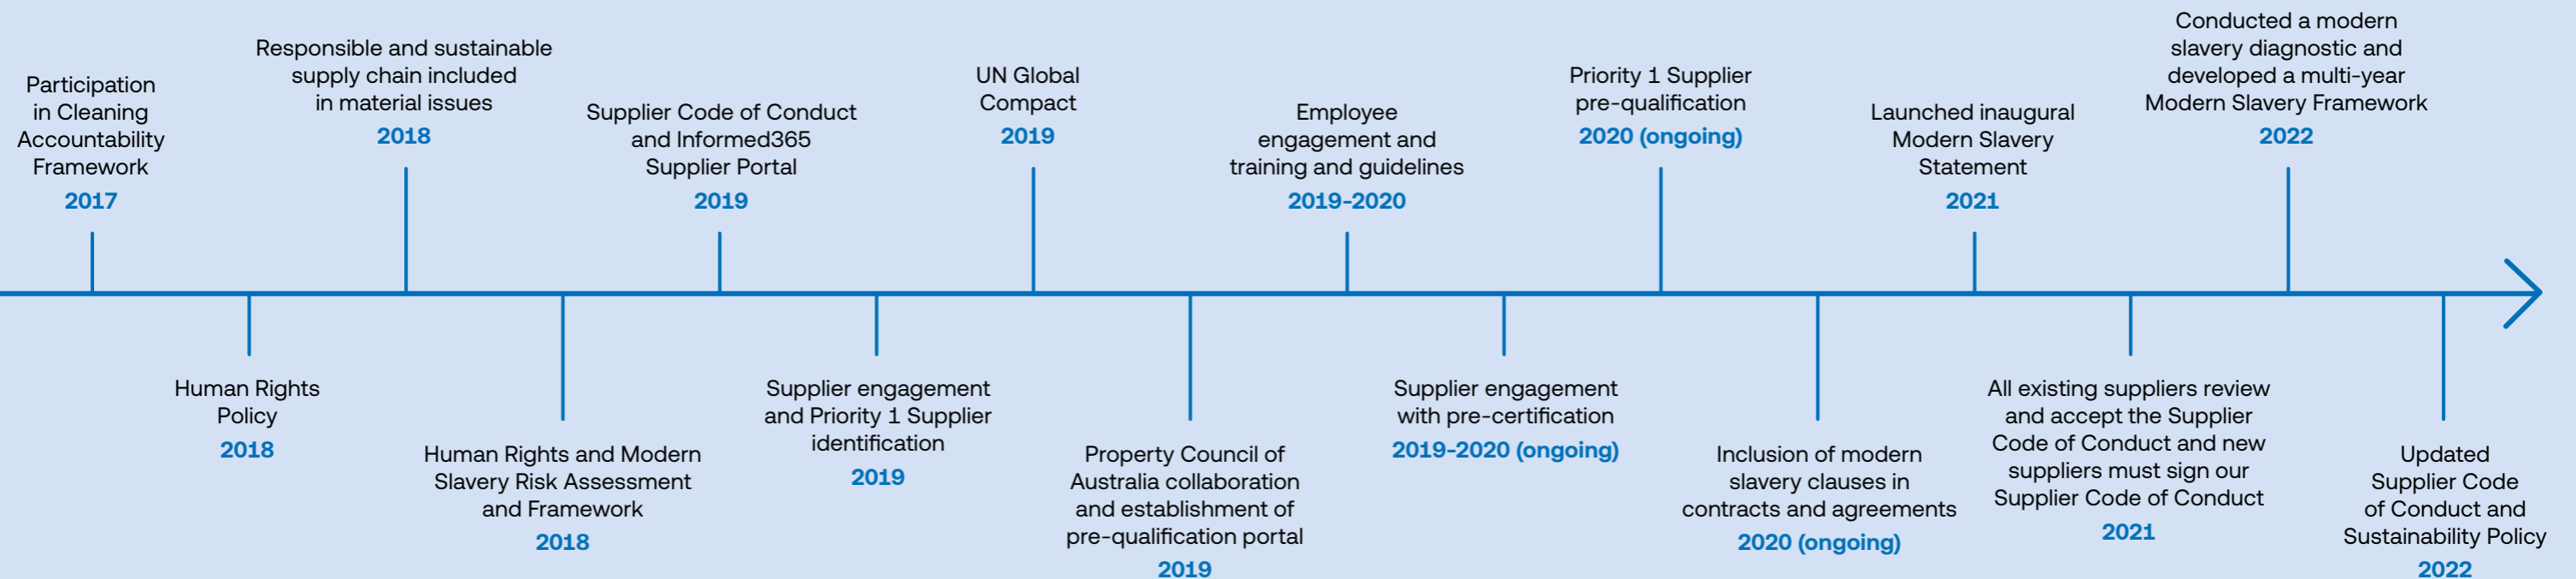 Participation
in Cleaning
Accountability
Framework
2017
Human Rights
Policy
2018
Responsible and sustainable
supply chain included
in material issues
2018
Human Rights and Modern
Slavery Risk Assessment
and Framework
2018
Supplier Code of Conduct
and Informed365
Supplier Portal
2019
Supplier engagement
and Priority 1 Supplier
identification
2019
UN Global
Compact
2019
Property Council of
Australia collaboration
and establishment of
pre-qualification portal
2019
Employee
engagement and
training and guidelines
2019-2020
Supplier engagement
with pre-certification
2019-2020 (ongoing)
Priority 1 Supplier
pre-qualification
2020 (ongoing)
Inclusion of modern
slavery clauses in
contracts and agreements
2020 (ongoing)
Launched inaugural
Modern Slavery
Statement
2021
All existing suppliers review
and accept the Supplier
Code of Conduct and new
suppliers must sign our
Supplier Code of Conduct
2021
Conducted a modern
slavery diagnostic and
developed a multi-year
Modern Slavery Framework
2022
Updated
Supplier Code
of Conduct and
Sustainability Policy
2022